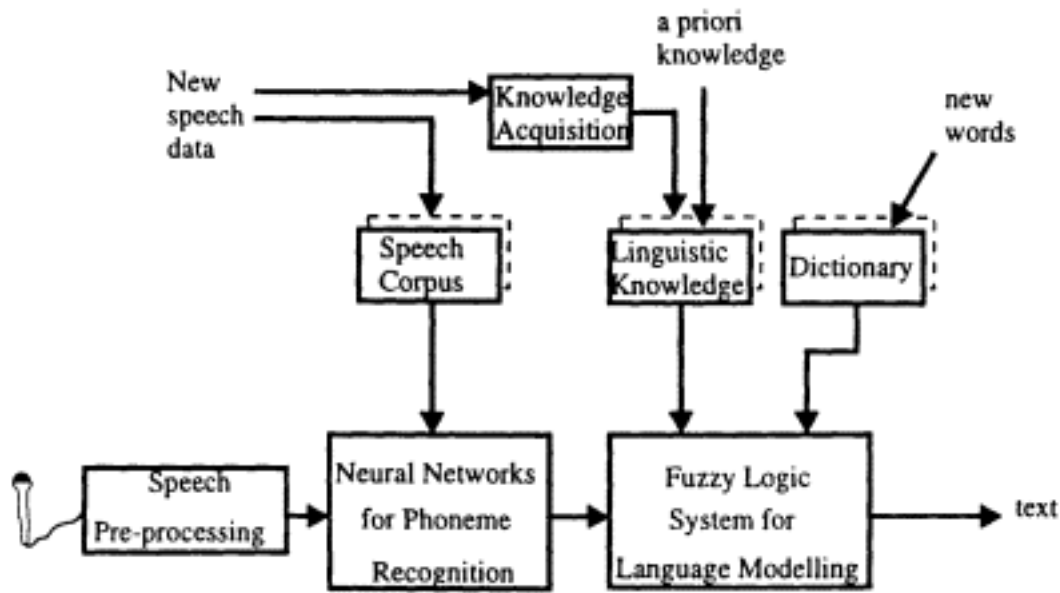 a priori
knowledge
New
speech
data
Knowledge
Acquisition
new
words
Speech
Corpus
Linguistic
Knowledge
Dictionary
Speech
Pre-processing
Neural Networks
for Phoneme
Recognition
Fuzzy Logic
System for
Language Modelling
text